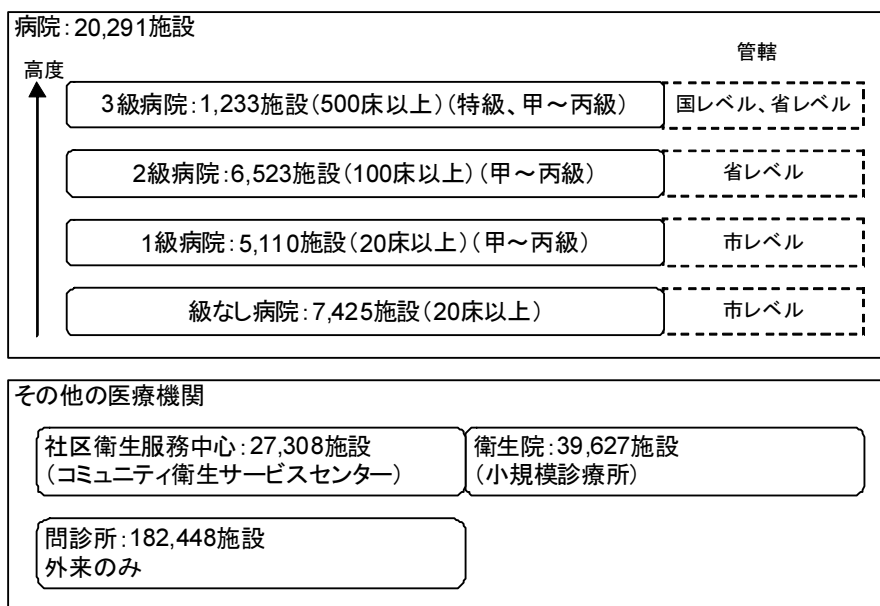 病院:20,291施設
管轄
高度
3級病院:1,233施設(500床以上)(特級、甲～丙級)
国レベル、省レベル
2級病院:6,523施設(100床以上)(甲～丙級)
省レベル
1級病院:5,110施設(20床以上)(甲～丙級)
市レベル
級なし病院:7,425施設(20床以上)
市レベル
その他の医療機関
社区衛生服務中心:27,308施設
(コミュニティ衛生サービスセンター)
衛生院:39,627施設
(小規模診療所)
問診所:182,448施設
外来のみ